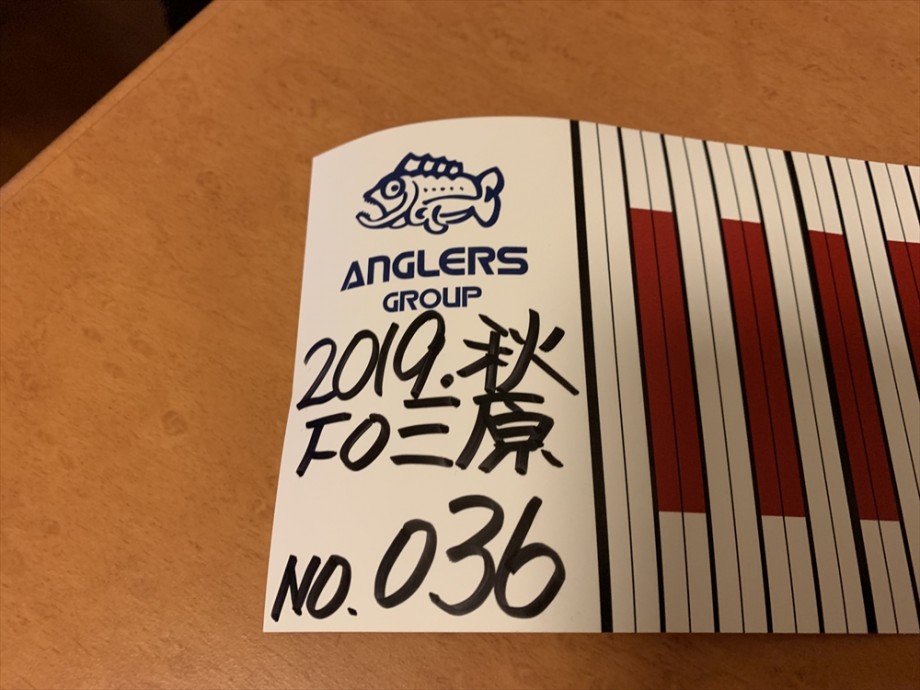 ANGLERS
GROUP
2019.秋
FO三原
NO.036